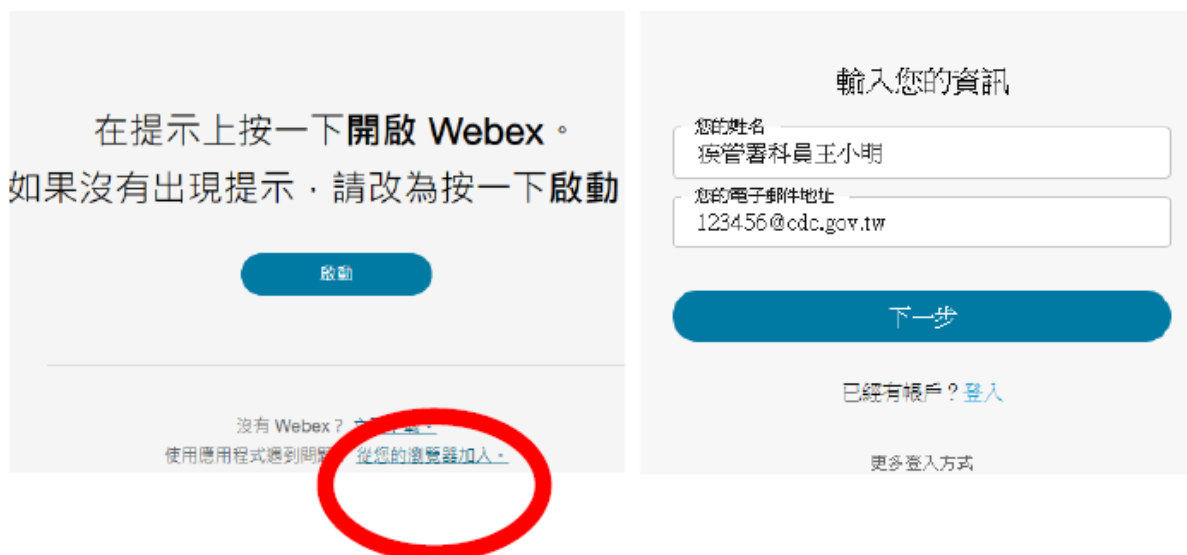 在提示上按一下開啟 Webex。
如果沒有出現提示，請改為按一下啟動
啟動
沒有 Webex？
使用應用程式遇到問題
從您的瀏覽器加入。
輸入您的資訊
您的姓名
疾管署科員王小明
您的電子郵件地址
123456@cdc.gov.tw
下一步
已經有帳戶？登入
更多登入方式